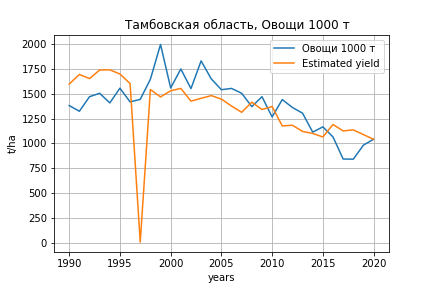 Тамбовская область, Овощи 1000 т
Овощи 1000 т
Estimated yield
t/ha
2000
1750
1500
1250
1000
750
500
250
0
1990 1995 2000 2005 2010 2015 2020
years